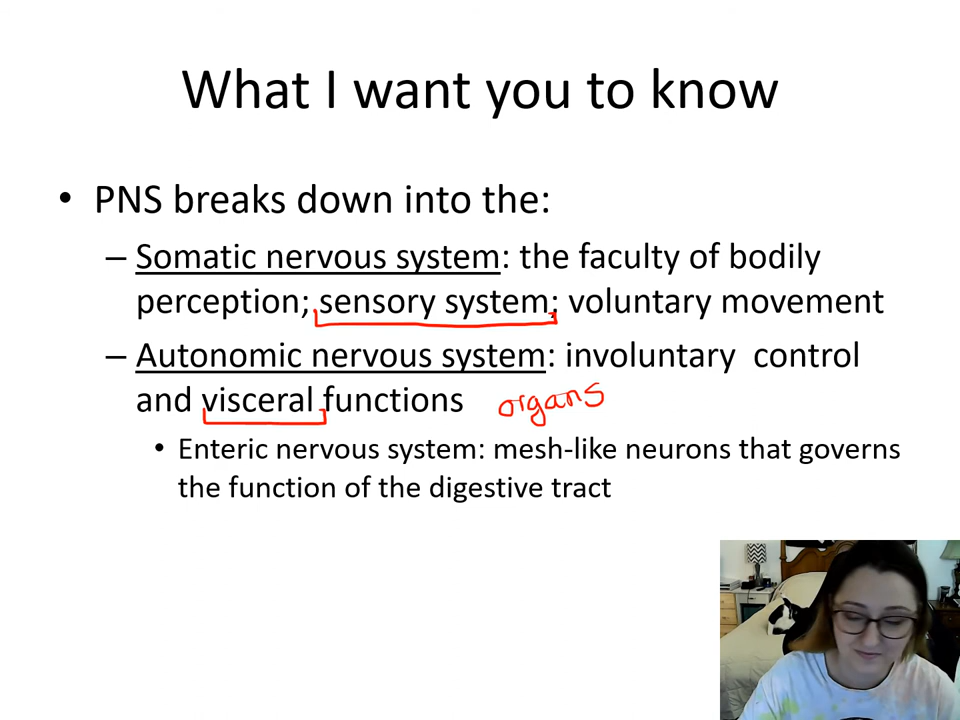 What I want you to know
• PNS breaks down into the:
– Somatic nervous system: the faculty of bodily
perception; sensory system; voluntary movement
– Autonomic nervous system: involuntary control
and visceral functions organs
• Enteric nervous system: mesh-like neurons that governs
the function of the digestive tract